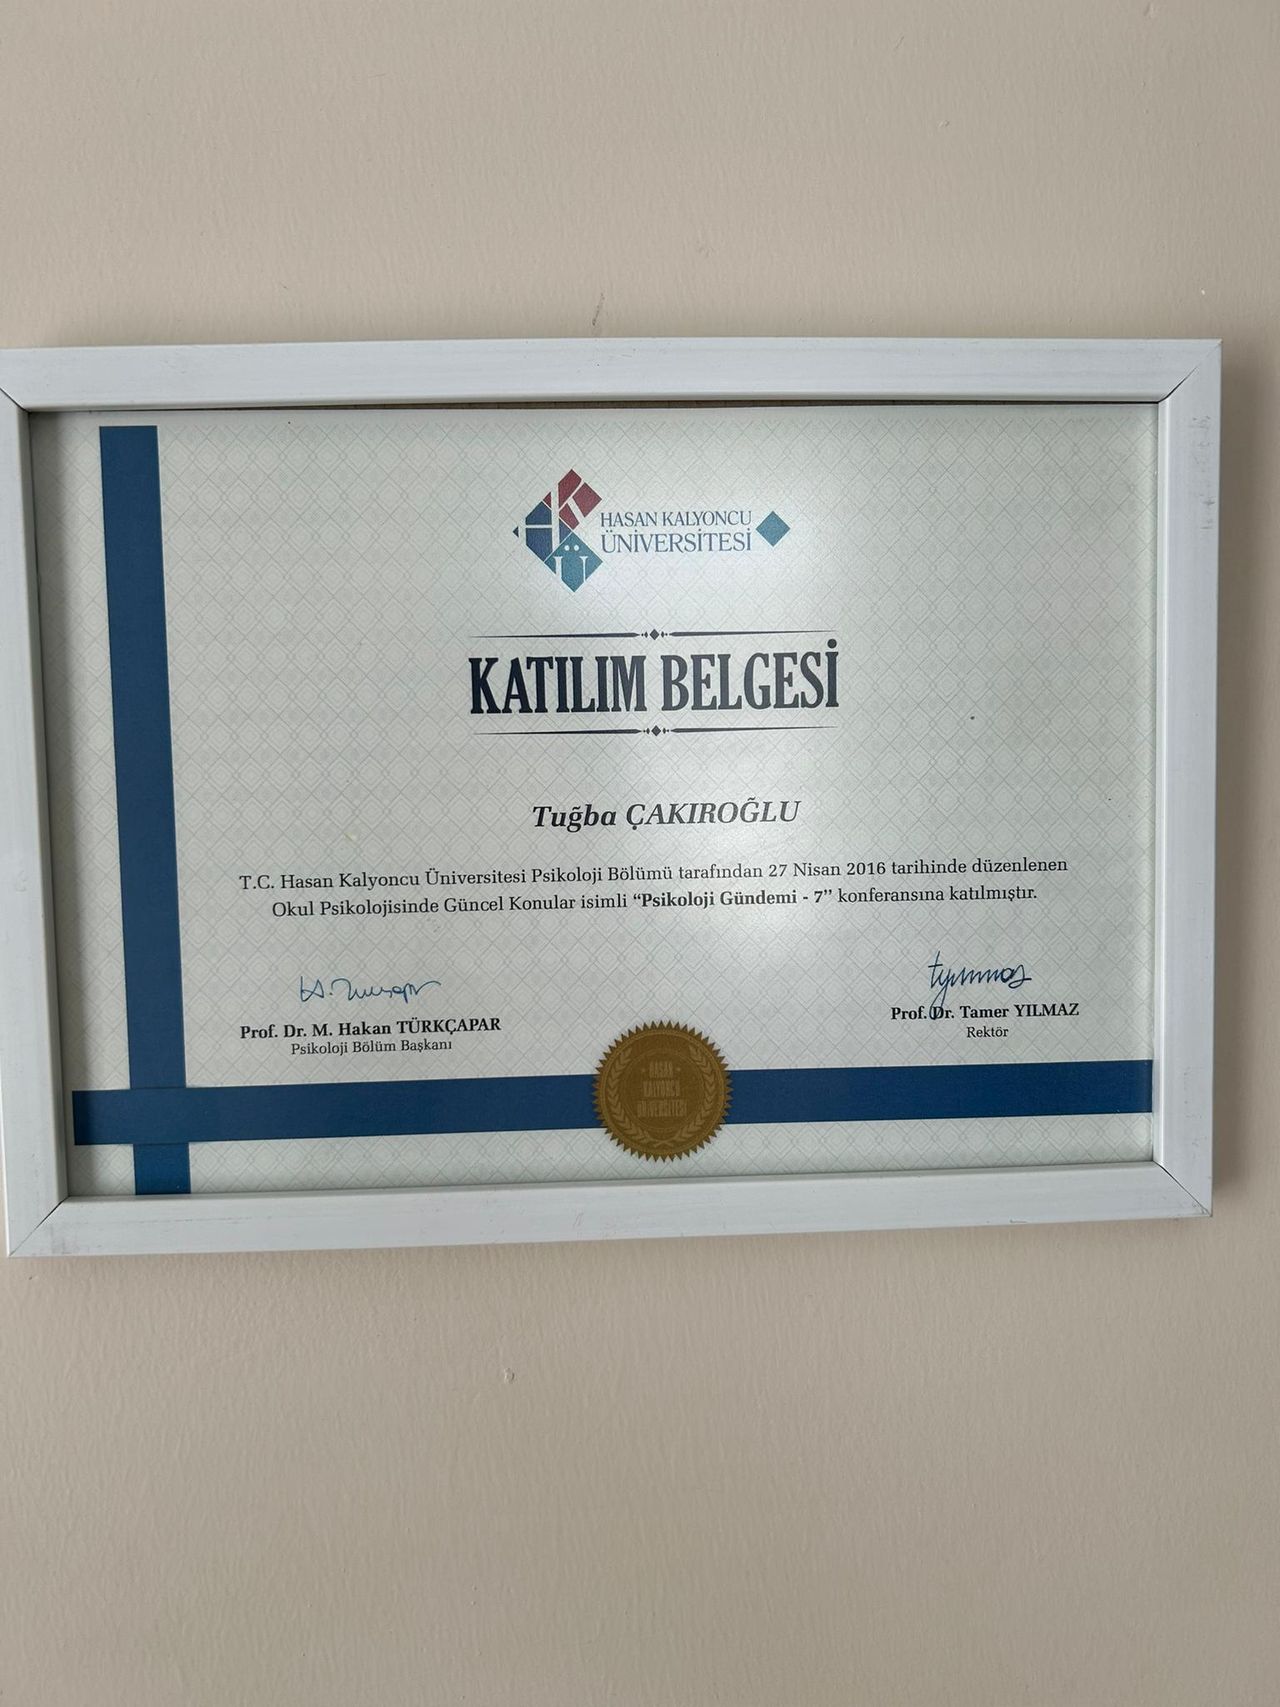 HASAN KALYONCU
ÜNİVERSİTESİ
KATILIM BELGESİ
Tuğba ÇAKIROĞLU
T.C. Hasan Kalyoncu Üniversitesi Psikoloji Bölümü tarafından 27 Nisan 2016 tarihinde düzenlenen
Okul Psikolojisinde Güncel Konular isimli “Psikoloji Gündemi - 7” konferansına katılmıştır.
Prof. Dr. M. Hakan TÜRKÇAPAR
Psikoloji Bölüm Başkanı
Prof. Dr. Tamer YILMAZ
Rektör
HASAN
KALYONCU
ÜNİVERSİTESİ